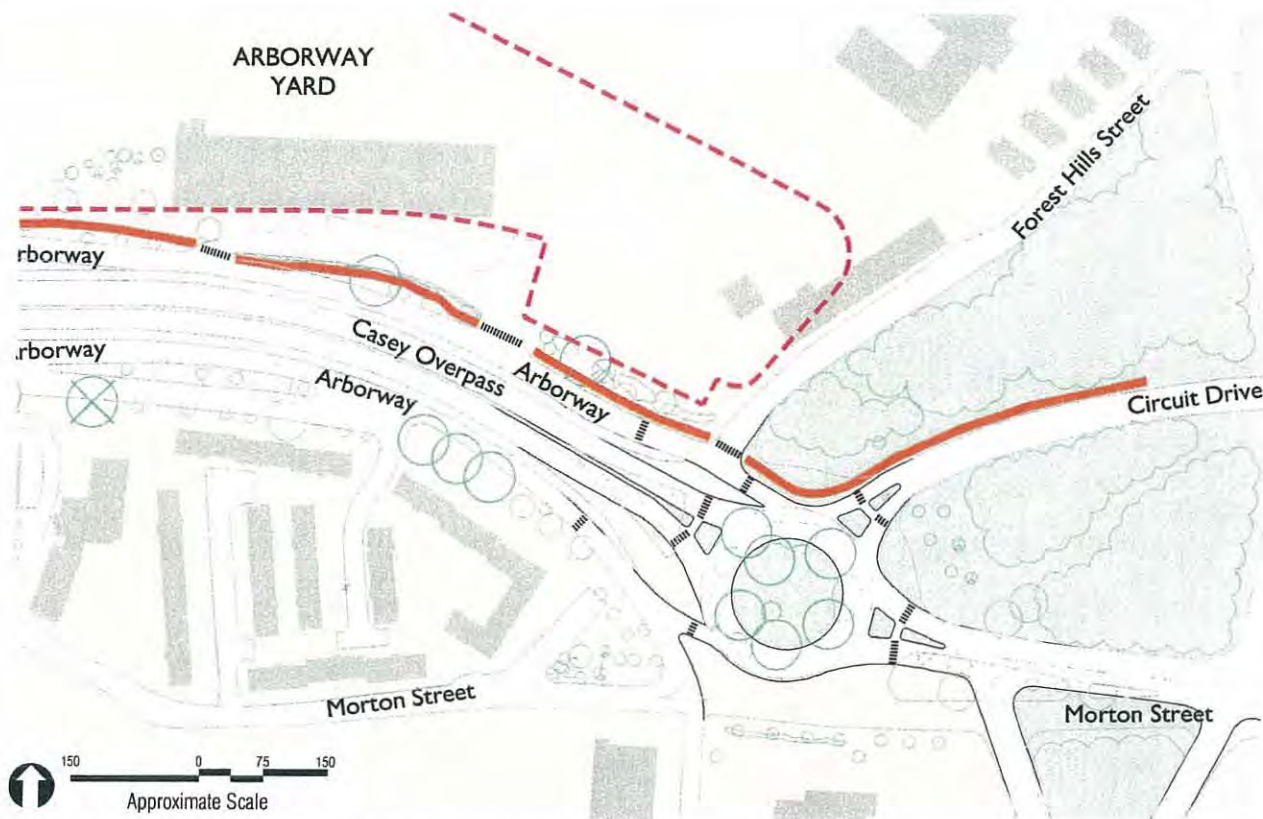 ARBORWAY
YARD
Forest Hills Street
rborway
rborway
Casey Overpass
Arborway
Arborway
Circuit Drive
Morton Street
Morton Street
150 0 75 150
Approximate Scale